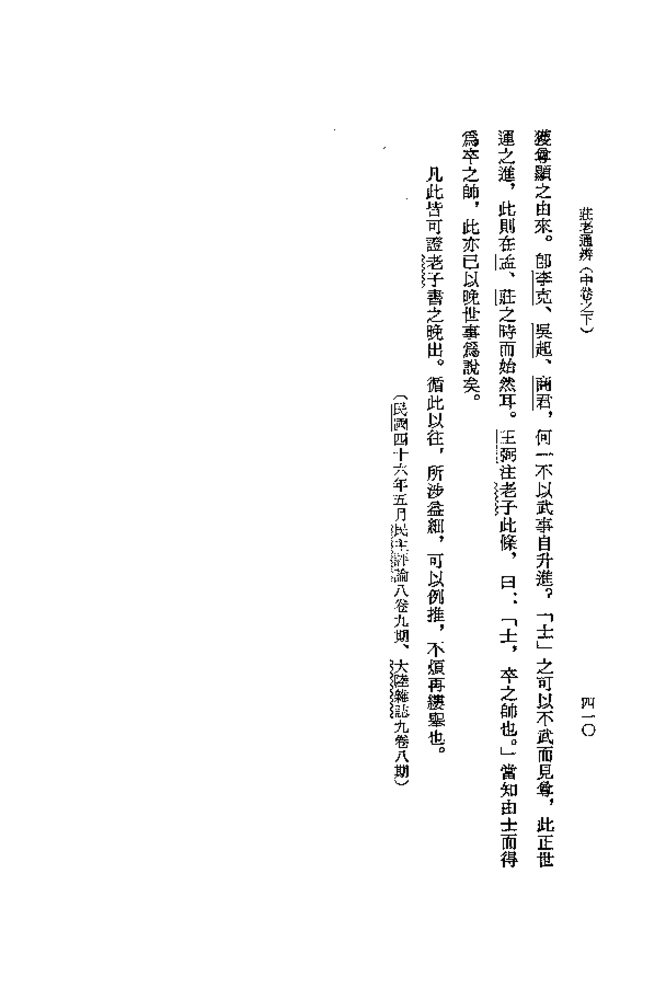 莊老通辨（中卷之下）
四一〇
獲尊顯之由來。卽李克、吳起、商君，何一不以武事自升進？「士」之可以不武而見尊，此正世
運之進，此則在孟、莊之時而始然耳。王弼注老子此條，曰：「士，卒之師也。」當知由士而得
爲卒之師，此亦已以晚世事爲說矣。
凡此皆可證老子書之晚出。循此以往，所涉益細，可以例推，不煩再縷舉也。
（民國四十六年五月民主評論八卷九期、大陸雜誌九卷八期）